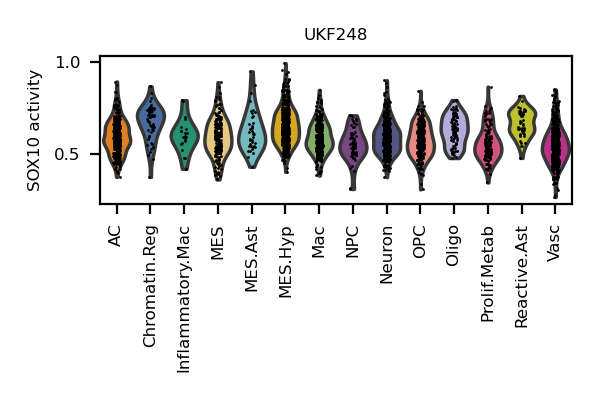 UKF248
SOX10 activity
1.0
0.5
AC
Chromatin.Reg
Inflammatory.Mac
MES
MES.Ast
MES.Hyp
Mac
NPC
Neuron
OPC
Oligo
Prolif.Metab
Reactive.Ast
Vasc